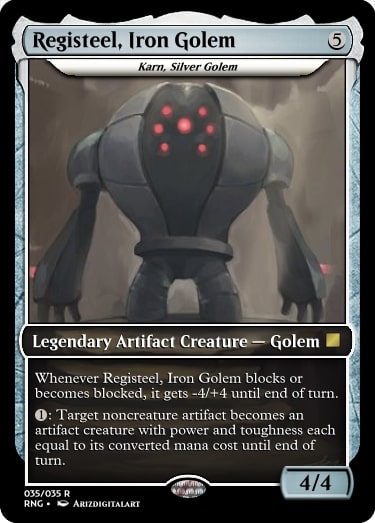 Registeel, Iron Golem 5
Karn, Silver Golem
Legendary Artifact Creature — Golem
Whenever Registeel, Iron Golem blocks or
becomes blocked, it gets -4/+4 until end of turn.
1: Target noncreature artifact becomes an
artifact creature with power and toughness each
equal to its converted mana cost until end of
turn.
4/4
035/035 R
RNG • Arizdigitalart